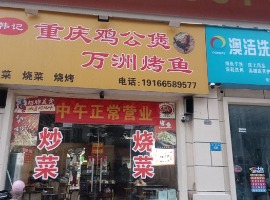 韩记
重庆鸡公煲
万洲烤鱼
菜 烧菜 烧烤
电话:19166589577
中午正常营业
炒菜
烧菜
澳洁洗